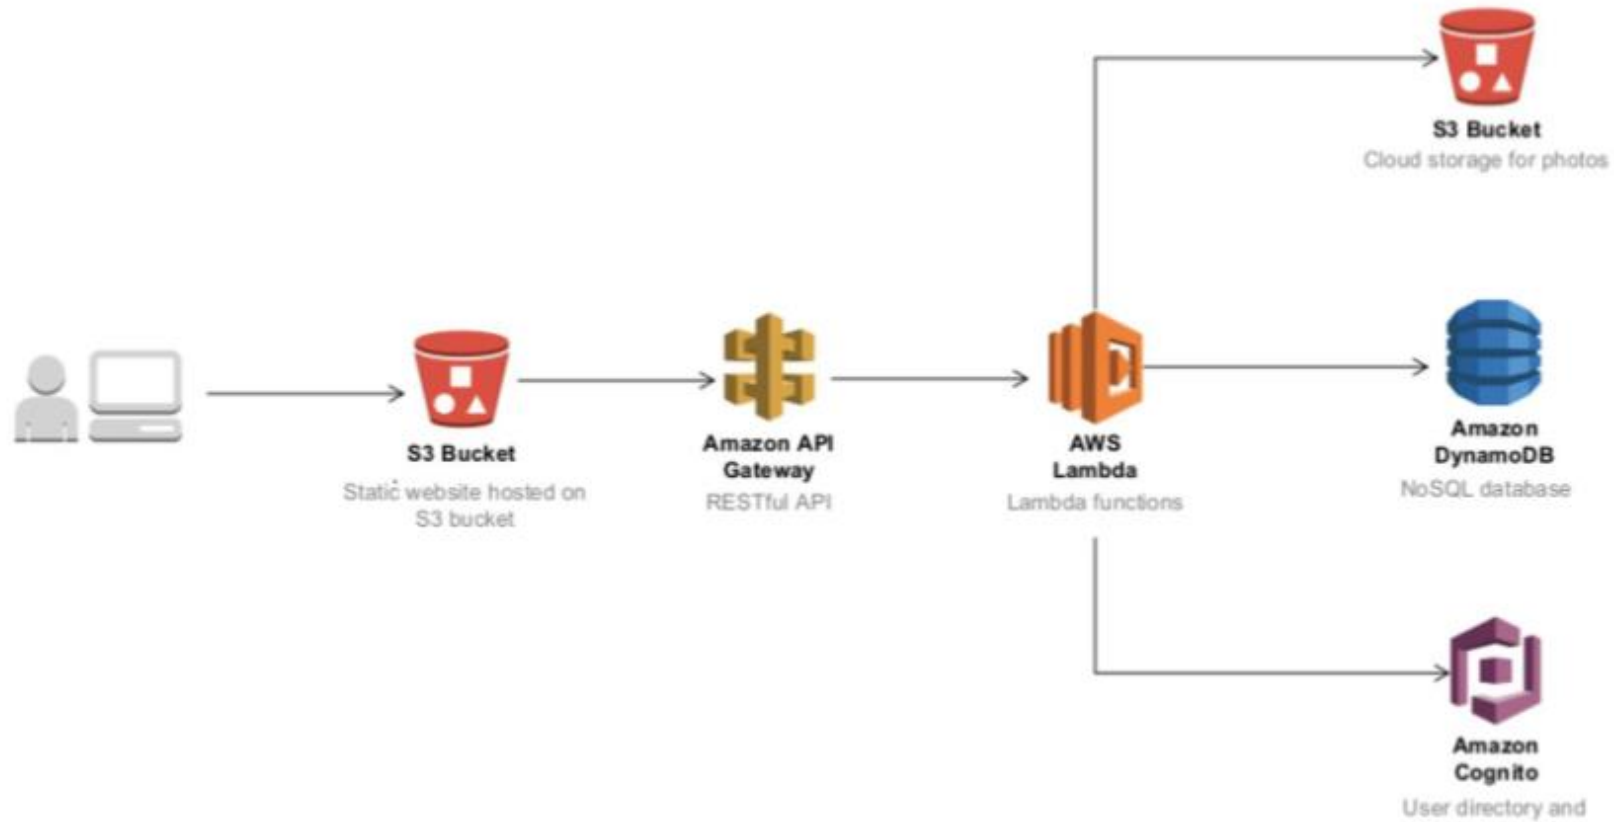 S3 Bucket
Cloud storage for photos
S3 Bucket
Static website hosted on
S3 bucket
Amazon API
Gateway
RESTful API
AWS
Lambda
Lambda functions
Amazon
DynamoDB
NoSQL database
Amazon
Cognito
User directory and